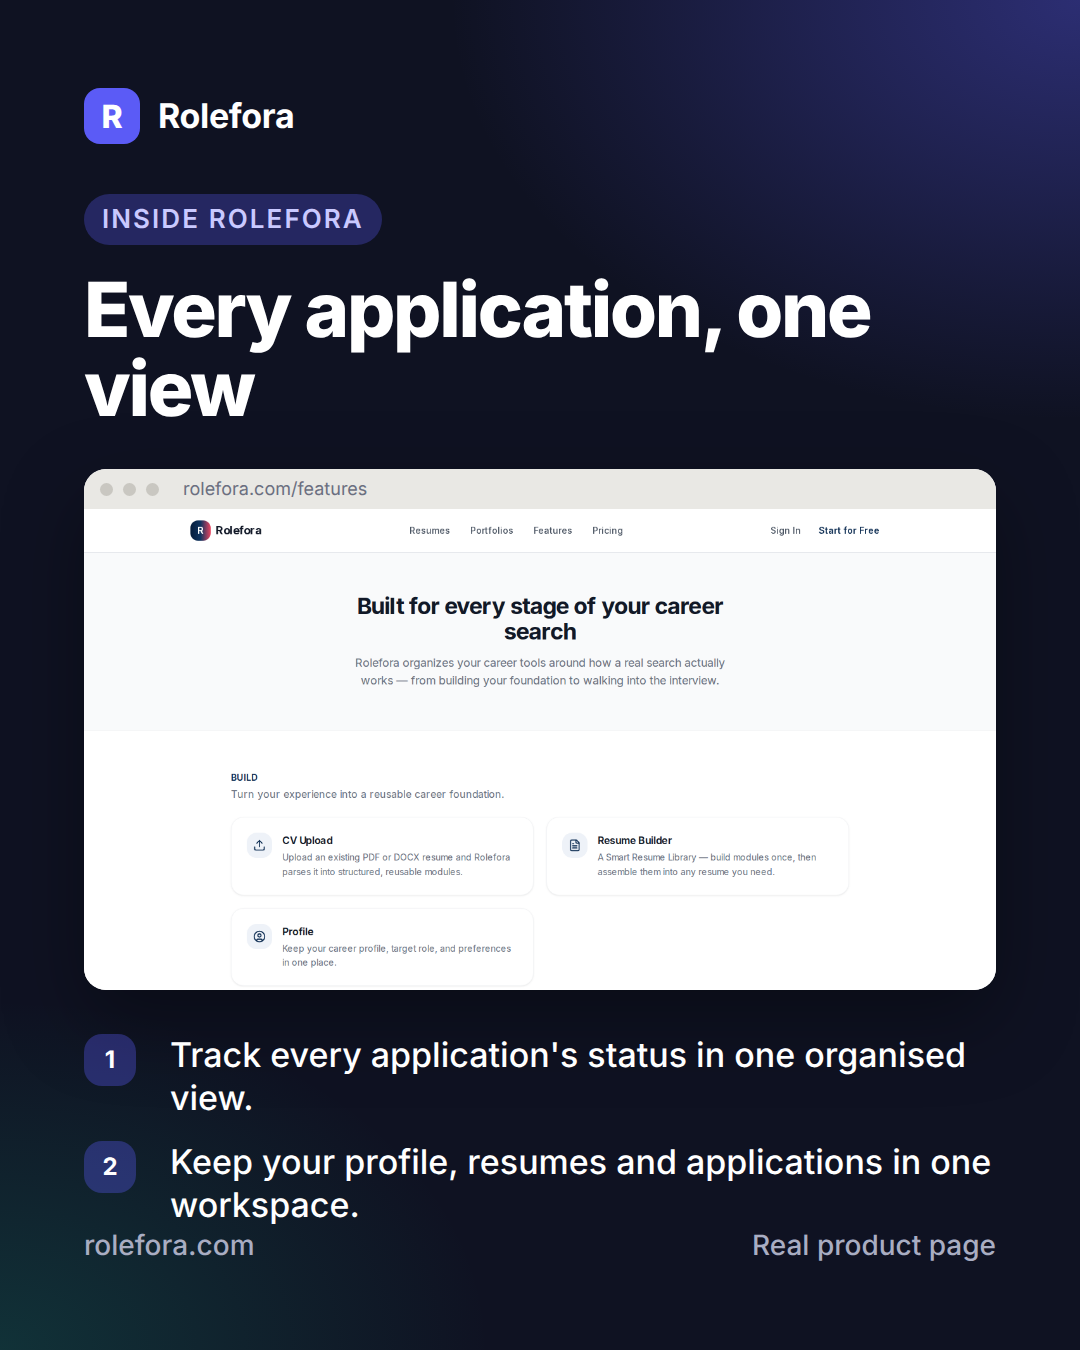 R Rolefora
INSIDE ROLEFORA
Every application, one
view
rolefora.com/features
R Rolefora Resumes Portfolios Features Pricing Sign In Start for Free
Built for every stage of your career
search
Rolefora organizes your career tools around how a real search actually
works — from building your foundation to walking into the interview.
BUILD
Turn your experience into a reusable career foundation.
CV Upload
Upload an existing PDF or DOCX resume and Rolefora
parses it into structured, reusable modules.
Resume Builder
A Smart Resume Library — build modules once, then
assemble them into any resume you need.
Profile
Keep your career profile, target role, and preferences
in one place.
1 Track every application's status in one organised
view.
2 Keep your profile, resumes and applications in one
workspace.
rolefora.com Real product page